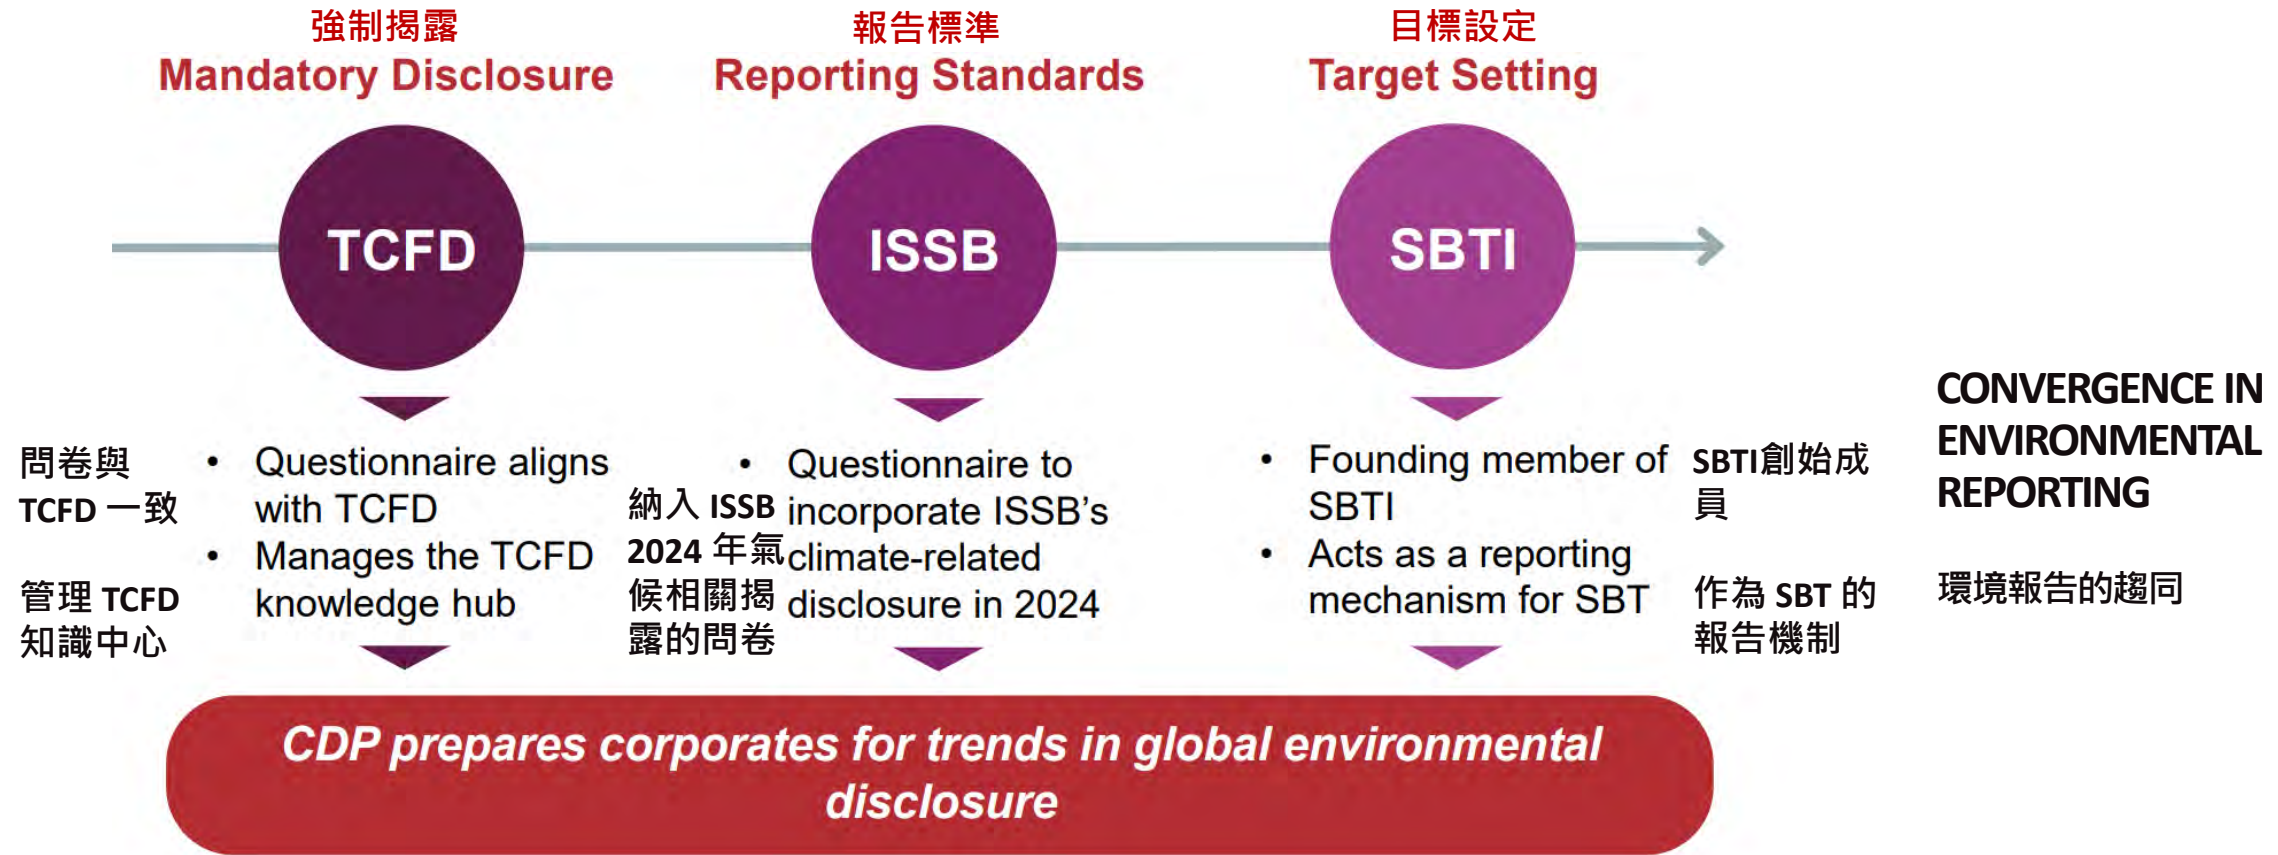 強制揭露
Mandatory Disclosure
報告標準
Reporting Standards
目標設定
Target Setting
TCFD
ISSB
SBTI
問卷與
TCFD 一致
管理 TCFD
知識中心
• Questionnaire aligns
with TCFD
• Manages the TCFD
knowledge hub
納入 ISSB
2024 年氣
候相關揭
露的問卷
• Questionnaire to
incorporate ISSB's
climate-related
disclosure in 2024
• Founding member of
SBTI
• Acts as a reporting
mechanism for SBT
SBTI創始成
員
作為 SBT 的
報告機制
CONVERGENCE IN
ENVIRONMENTAL
REPORTING
環境報告的趨同
CDP prepares corporates for trends in global environmental
disclosure